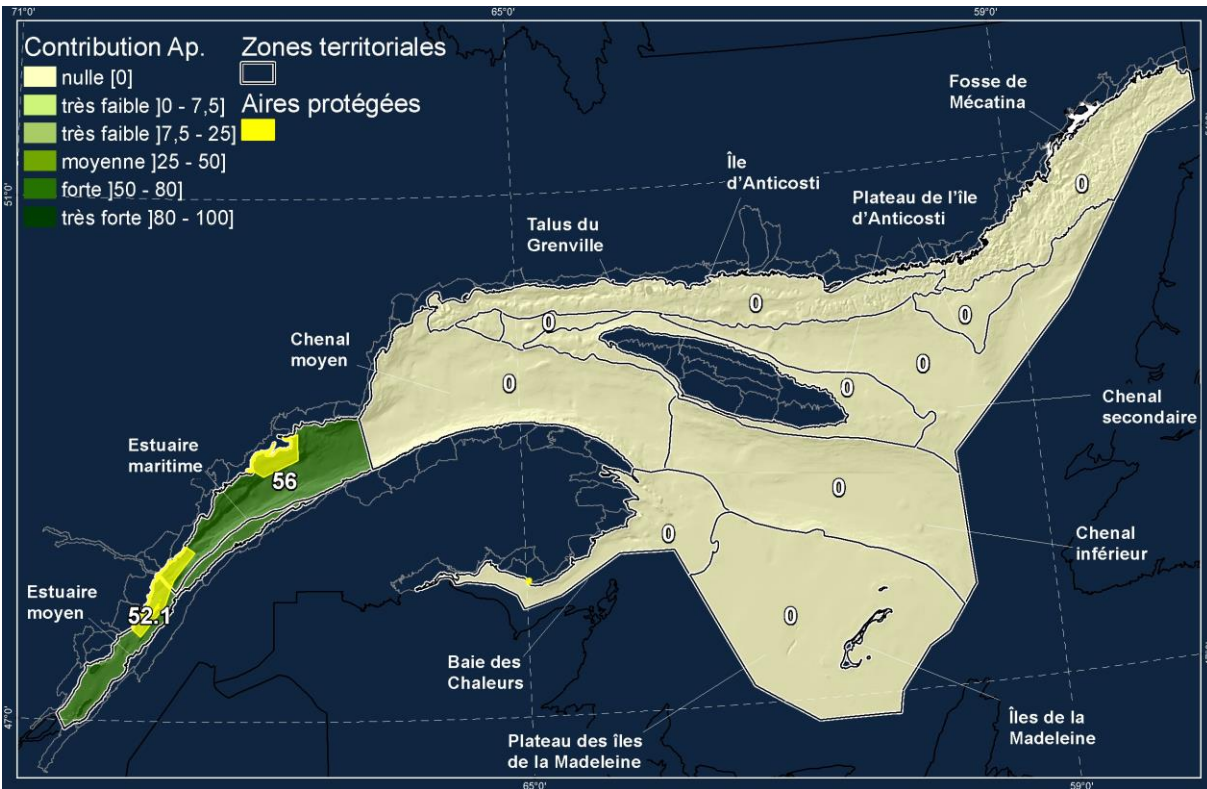 71°0'
65°0'
59°0'
Contribution Ap.
nulle [0]
très faible ]0 - 7,5]
très faible ]7,5 - 25]
moyenne ]25 - 50]
forte ]50 - 80]
très forte ]80 - 100]
Zones territoriales
Aires protégées
Fosse de
Mécatina
Île
d'Anticosti
Plateau de l'île
d'Anticosti
Talus du
Grenville
51°0'
0
0
0
0
0
Chenal
moyen
0
0
Chenal
secondaire
Estuaire
maritime
56
0
Chenal
inférieur
0
Estuaire
moyen
52.1
0
Baie des
Chaleurs
Îles de la
Madeleine
Plateau des îles
de la Madeleine
47°0'
65°0'
59°0'